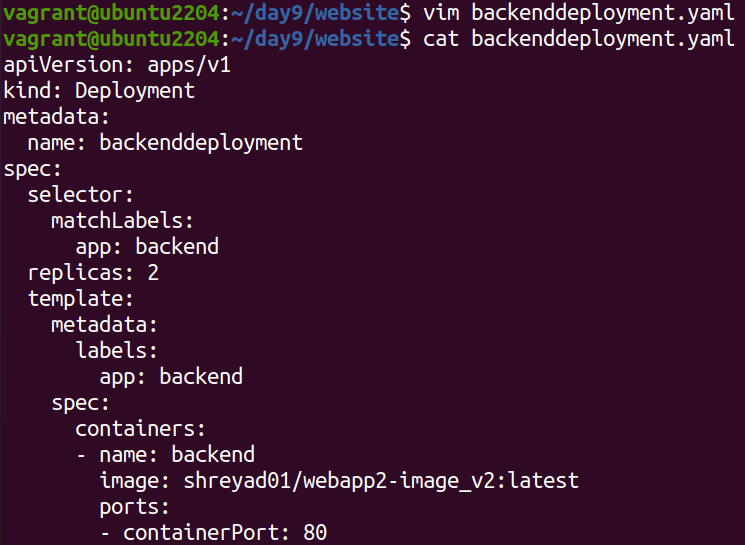 vagrant@ubuntu2204:~/day9/website$ vim backenddeployment.yaml
vagrant@ubuntu2204:~/day9/website$ cat backenddeployment.yaml
apiVersion: apps/v1
kind: Deployment
metadata:
  name: backenddeployment
spec:
  selector:
    matchLabels:
      app: backend
  replicas: 2
  template:
    metadata:
      labels:
        app: backend
    spec:
      containers:
      - name: backend
        image: shreyad01/webapp2-image_v2:latest
        ports:
        - containerPort: 80